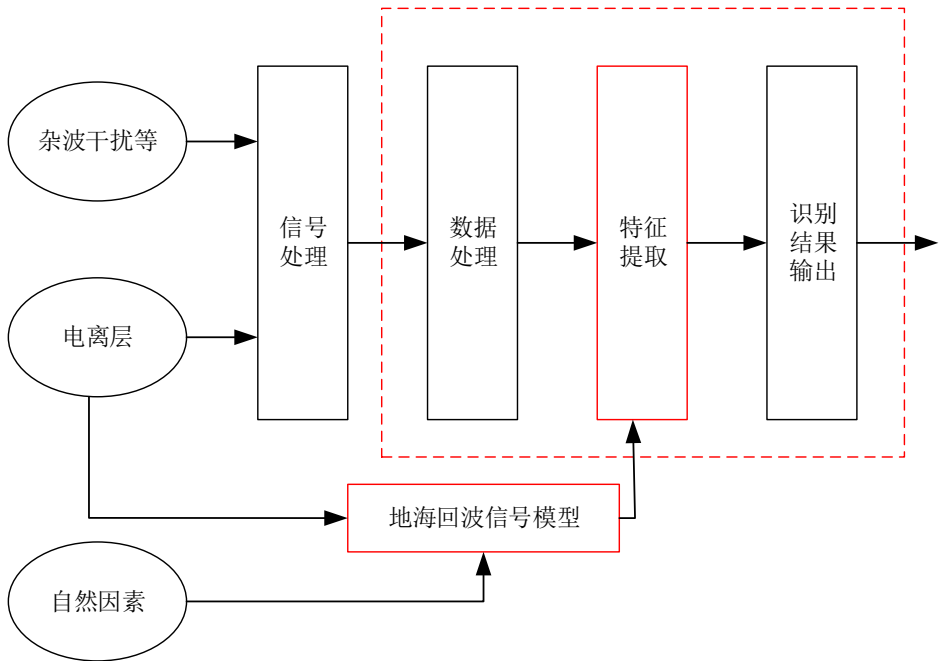 杂波干扰等
电离层
自然因素
信号
处理
数据
处理
特征
提取
识别
结果
输出
地海回波信号模型